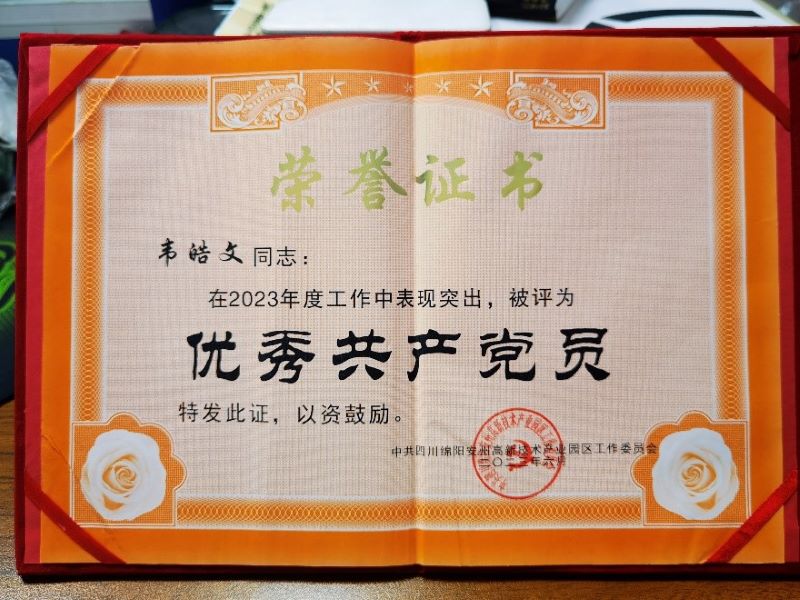 荣誉证书
韦皓文同志：
在2023年度工作中表现突出，被评为
优秀共产党员
特发此证，以资鼓励。
中共四川绵阳安州高新技术产业园区工作委员会